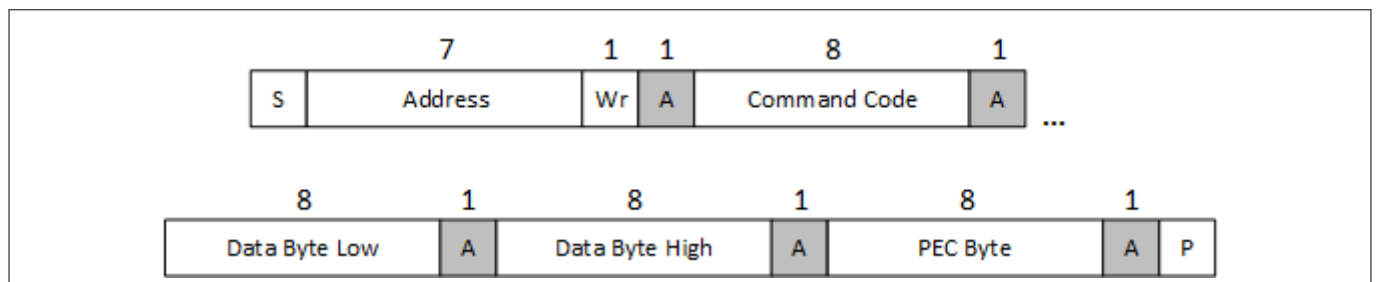 7 1 1 8 1
S Address Wr A Command Code A ...
8 1 8 1 8 1
Data Byte Low A Data Byte High A PEC Byte A P